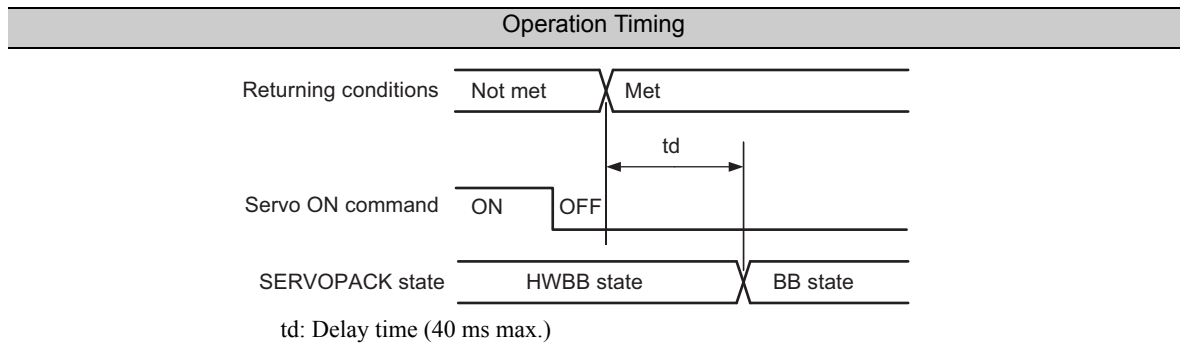 Operation Timing
Returning conditions Not met Met
td
Servo ON command ON OFF
SERVOPACK state HWBB state BB state
td: Delay time (40 ms max.)